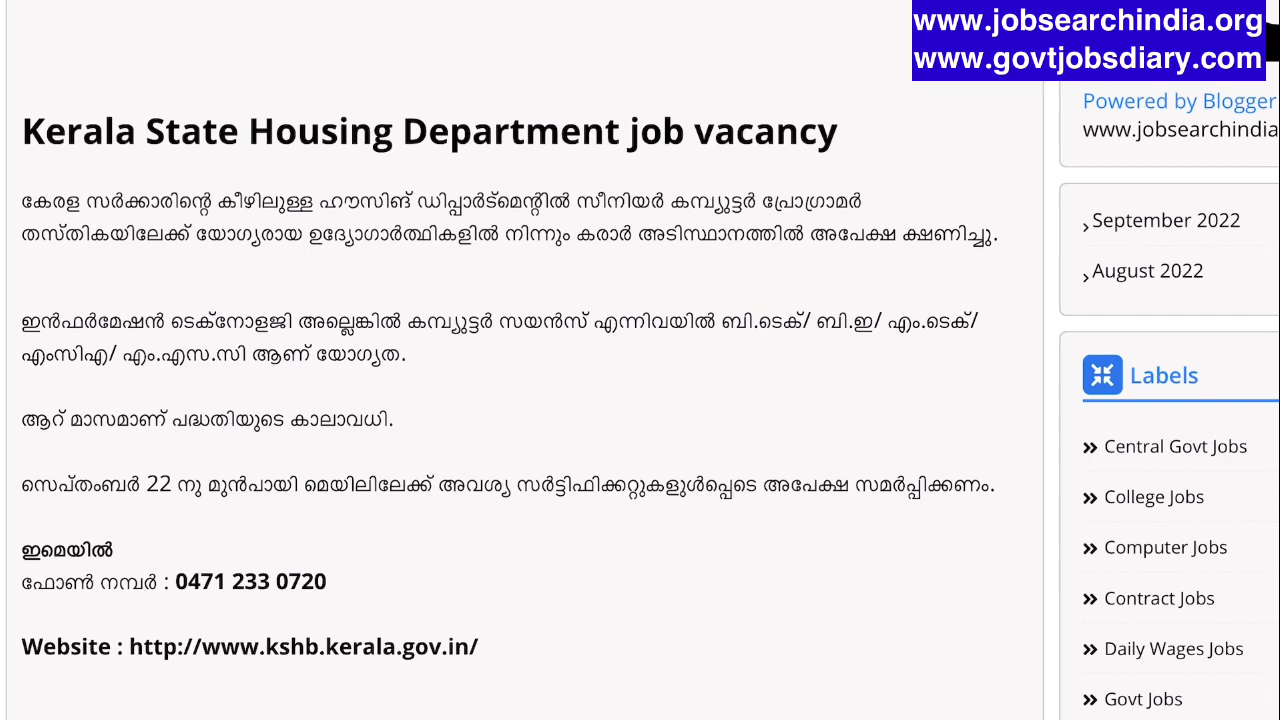 www.jobsearchindia.org
www.govtjobsdiary.com
Kerala State Housing Department job vacancy
കേരള സർക്കാരിന്റെ കീഴിലുള്ള ഹൗസിങ് ഡിപ്പാർട്മെന്റിൽ സീനിയർ കമ്പ്യുട്ടർ പ്രോഗ്രാമർ
തസ്തികയിലേക്ക് യോഗ്യരായ ഉദ്യോഗാർത്ഥികളിൽ നിന്നും കരാർ അടിസ്ഥാനത്തിൽ അപേക്ഷ ക്ഷണിച്ചു.
ഇൻഫർമേഷൻ ടെക്നോളജി അല്ലെങ്കിൽ കമ്പ്യുട്ടർ സയൻസ് എന്നിവയിൽ ബി.ടെക്/ ബി.ഇ/ എം.ടെക്/
എംസിഎ/ എം.എസ.സി ആണ് യോഗ്യത.
ആറ് മാസമാണ് പദ്ധതിയുടെ കാലാവധി.
സെപ്തംബർ 22 നു മുൻപായി മെയിലിലേക്ക് അവശ്യ സർട്ടിഫിക്കറ്റുകളുൾപ്പെടെ അപേക്ഷ സമർപ്പിക്കണം.
ഇമെയിൽ
ഫോൺ നമ്പർ : 0471 233 0720
Website : http://www.kshb.kerala.gov.in/
Powered by Blogger
www.jobsearchindia
September 2022
August 2022
Labels
Central Govt Jobs
College Jobs
Computer Jobs
Contract Jobs
Daily Wages Jobs
Govt Jobs